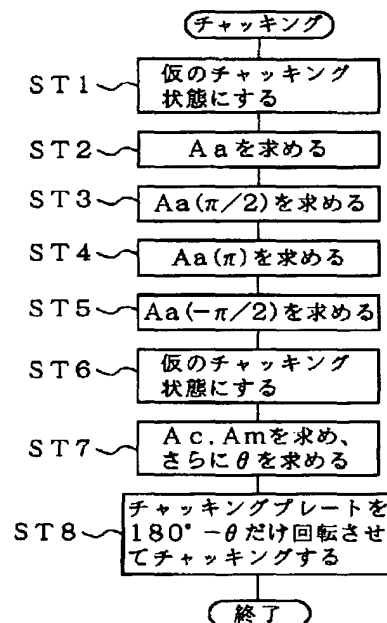 チャッキング
ST1
仮のチャッキング
状態にする
ST2
Aaを求める
ST3
Aa(π/2)を求める
ST4
Aa(π)を求める
ST5
Aa(-π/2)を求める
ST6
仮のチャッキング
状態にする
ST7
Ac.Amを求め、
さらにθを求める
ST8
チャッキングプレートを
180°-θだけ回転させ
てチャッキングする
終了